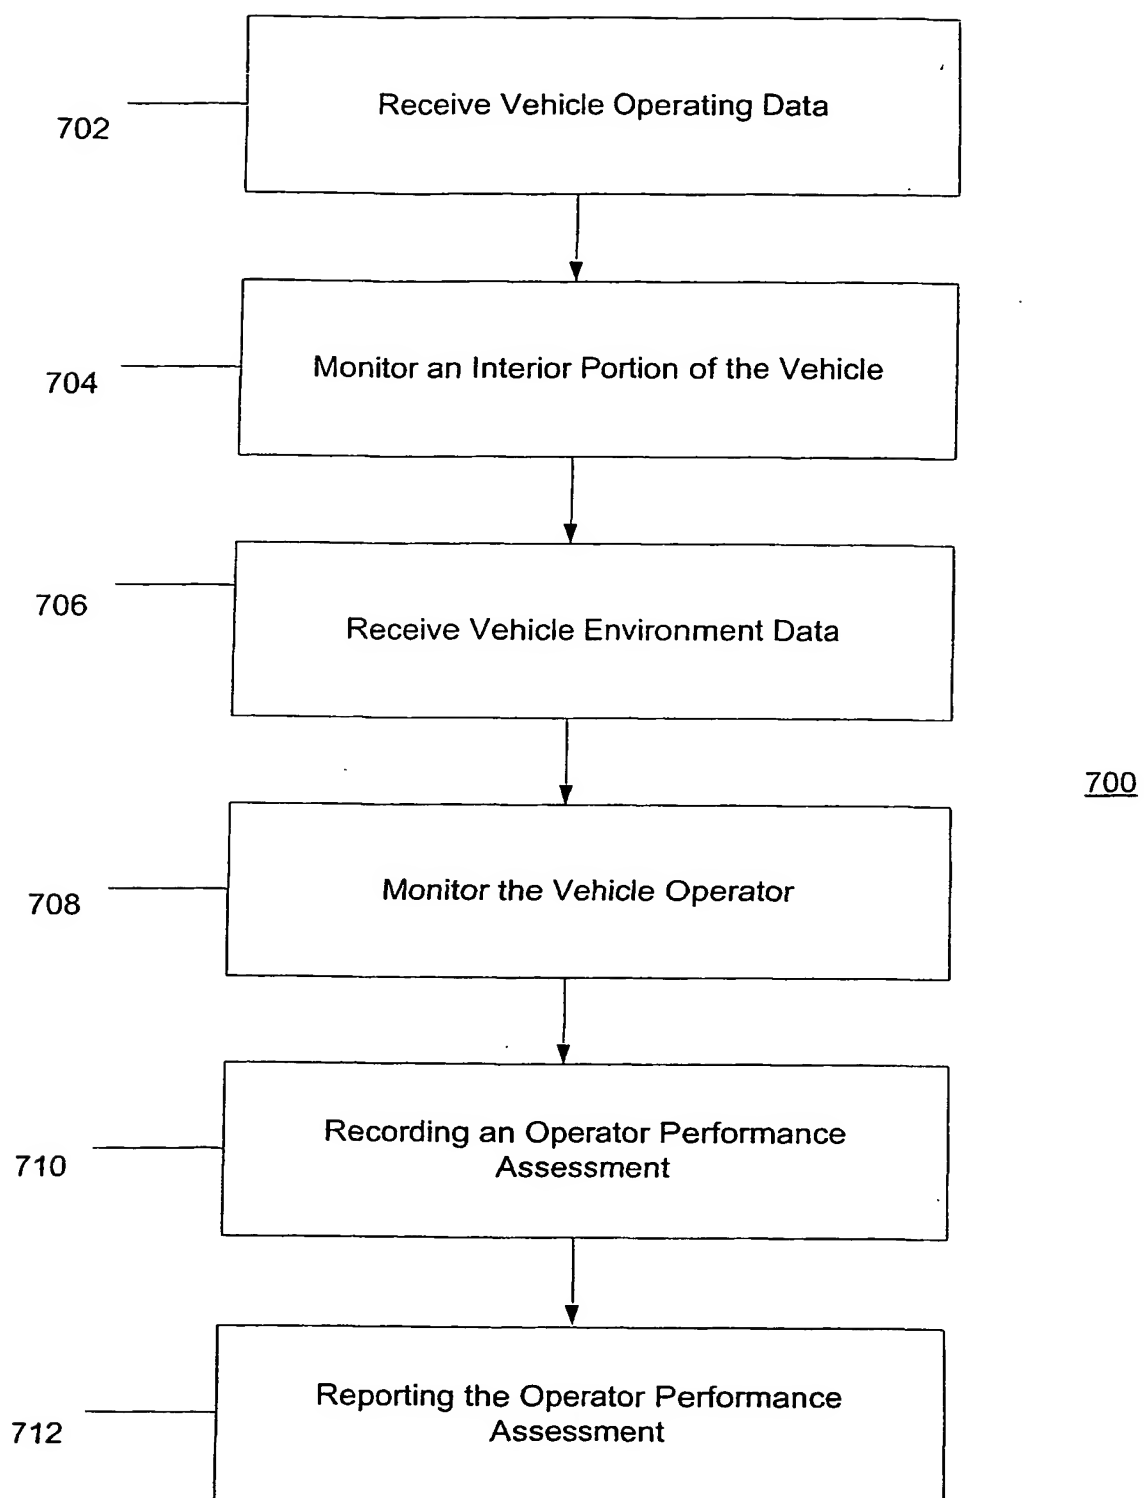 Receive Vehicle Operating Data
702
Monitor an Interior Portion of the Vehicle
704
706
Receive Vehicle Environment Data
700
Monitor the Vehicle Operator
708
Recording an Operator Performance
Assessment
710
Reporting the Operator Performance
Assessment
712